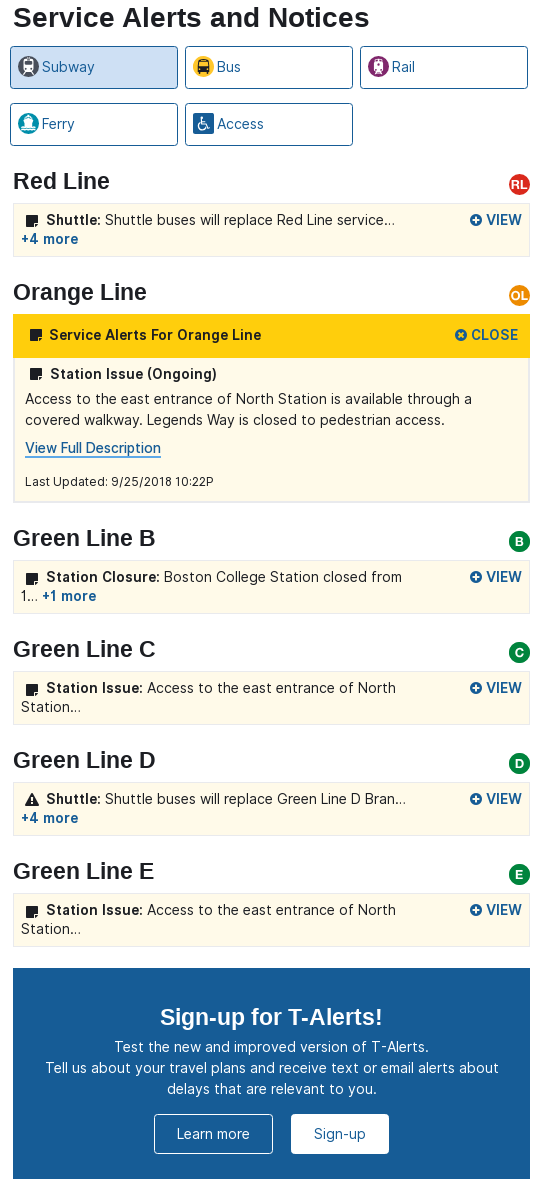 Service Alerts and Notices
Subway
Bus
Rail
Ferry
Access
Red Line
RL
Shuttle: Shuttle buses will replace Red Line service...
VIEW
+4 more
Orange Line
OL
Service Alerts For Orange Line
CLOSE
Station Issue (Ongoing)
Access to the east entrance of North Station is available through a
covered walkway. Legends Way is closed to pedestrian access.
View Full Description
Last Updated: 9/25/2018 10:22P
Green Line B
B
Station Closure: Boston College Station closed from
VIEW
1... +1 more
Green Line C
C
Station Issue: Access to the east entrance of North
VIEW
Station...
Green Line D
D
Shuttle: Shuttle buses will replace Green Line D Bran...
VIEW
+4 more
Green Line E
E
Station Issue: Access to the east entrance of North
VIEW
Station...
Sign-up for T-Alerts!
Test the new and improved version of T-Alerts.
Tell us about your travel plans and receive text or email alerts about
delays that are relevant to you.
Learn more
Sign-up